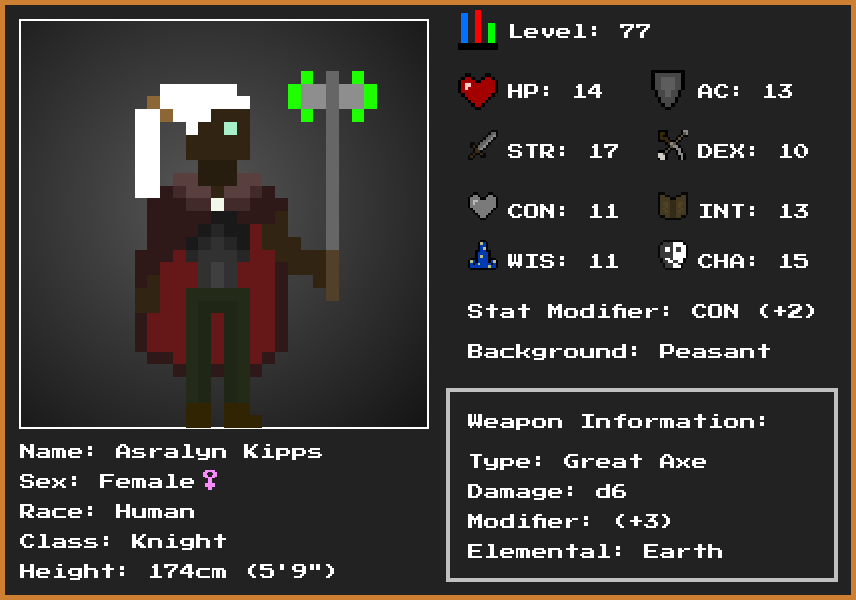 Level: 77
HP: 14
AC: 13
STR: 17
DEX: 10
CON: 11
INT: 13
WIS: 11
CHA: 15
Stat Modifier: CON (+2)
Background: Peasant
Weapon Information:
Type: Great Axe
Damage: d6
Modifier: (+3)
Elemental: Earth
Name: Asralyn Kipps
Sex: Female♀
Race: Human
Class: Knight
Height: 174cm (5'9")